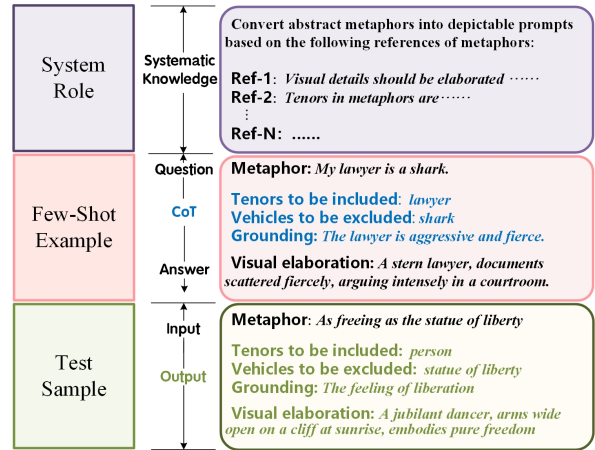 System
Role
Systematic
Knowledge
Convert abstract metaphors into depictable prompts
based on the following references of metaphors:
Ref-1: Visual details should be elaborated ······
Ref-2: Tenors in metaphors are······
⋮
Ref-N: ......
Few-Shot
Example
Question
CoT
Answer
Metaphor: My lawyer is a shark.
Tenors to be included: lawyer
Vehicles to be excluded: shark
Grounding: The lawyer is aggressive and fierce.
Visual elaboration: A stern lawyer, documents
scattered fiercely, arguing intensely in a courtroom.
Test
Sample
Input
Output
Metaphor: As freeing as the statue of liberty
Tenors to be included: person
Vehicles to be excluded: statue of liberty
Grounding: The feeling of liberation
Visual elaboration: A jubilant dancer, arms wide
open on a cliff at sunrise, embodies pure freedom